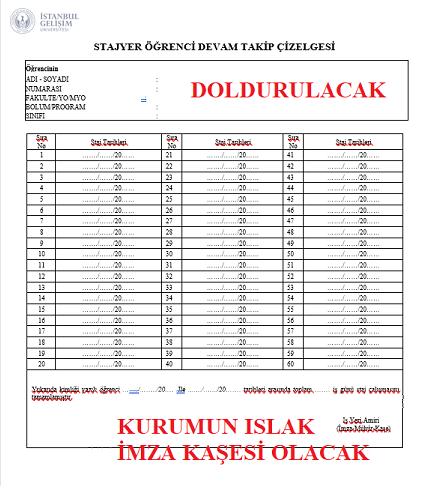 İSTANBUL
GELİŞİM
ÜNİVERSİTESİ
STAJYER ÖĞRENCİ DEVAM TAKİP ÇİZELGESİ
Öğrencinin
ADI - SOYADI :
NUMARASI :
FAKULTE/YO/MYO :
BOLUM/PROGRAM :
SINIFI :
DOLDURULACAK
Sıra No Staj Tarihleri Sıra No Staj Tarihleri Sıra No Staj Tarihleri
1 ....../....../20...... 21 ....../....../20...... 41 ....../....../20......
2 ....../....../20...... 22 ....../....../20...... 42 ....../....../20......
3 ....../....../20...... 23 ....../....../20...... 43 ....../....../20......
4 ....../....../20...... 24 ....../....../20...... 44 ....../....../20......
5 ....../....../20...... 25 ....../....../20...... 45 ....../....../20......
6 ....../....../20...... 26 ....../....../20...... 46 ....../....../20......
7 ....../....../20...... 27 ....../....../20...... 47 ....../....../20......
8 ....../....../20...... 28 ....../....../20...... 48 ....../....../20......
9 ....../....../20...... 29 ....../....../20...... 49 ....../....../20......
10 ....../....../20...... 30 ....../....../20...... 50 ....../....../20......
11 ....../....../20...... 31 ....../....../20...... 51 ....../....../20......
12 ....../....../20...... 32 ....../....../20...... 52 ....../....../20......
13 ....../....../20...... 33 ....../....../20...... 53 ....../....../20......
14 ....../....../20...... 34 ....../....../20...... 54 ....../....../20......
15 ....../....../20...... 35 ....../....../20...... 55 ....../....../20......
16 ....../....../20...... 36 ....../....../20...... 56 ....../....../20......
17 ....../....../20...... 37 ....../....../20...... 57 ....../....../20......
18 ....../....../20...... 38 ....../....../20...... 58 ....../....../20......
19 ....../....../20...... 39 ....../....../20...... 59 ....../....../20......
20 ....../....../20...... 40 ....../....../20...... 60 ....../....../20......
Yukarıda kimliği yazılı öğrenci ....../....../20.... İle ....../....../20...... tarihleri arasında toplam ........ iş günü staj çalışmasını
tamamlamıştır.
İş Yeri Amiri
(İmza-Mühür-Kaşe)
KURUMUN ISLAK
İMZA KAŞESİ OLACAK